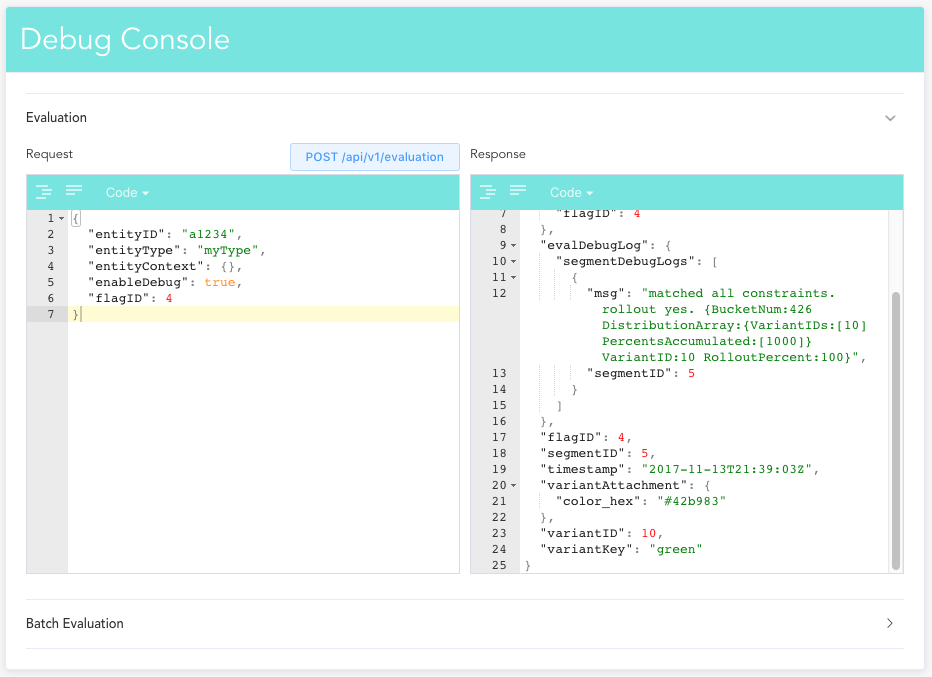 Debug Console
Evaluation
Request
POST /api/v1/evaluation
Code
1 {
2 "entityID": "a1234",
3 "entityType": "myType",
4 "entityContext": {},
5 "enableDebug": true,
6 "flagID": 4
7 }
Response
Code
7 "flagID": 4
8 },
9 "evalDebugLog": {
10 "segmentDebugLogs": [
11 {
12 "msg": "matched all constraints.
rollout yes. {BucketNum:426
DistributionArray:{VariantIDs:[10]
PercentsAccumulated:[1000]}
VariantID:10 RolloutPercent:100}",
13 "segmentID": 5
14 }
15 ]
16 },
17 "flagID": 4,
18 "segmentID": 5,
19 "timestamp": "2017-11-13T21:39:03Z",
20 "variantAttachment": {
21 "color_hex": "#42b983"
22 },
23 "variantID": 10,
24 "variantKey": "green"
25 }
Batch Evaluation